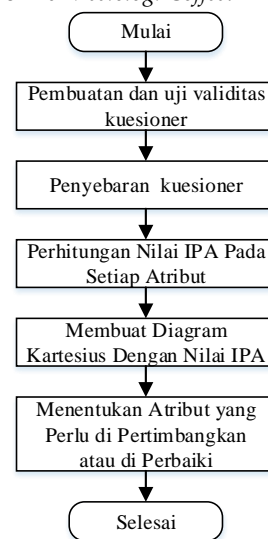 Mulai
Pembuatan dan uji validitas
kuesioner
Penyebaran kuesioner
Perhitungan Nilai IPA Pada
Setiap Atribut
Membuat Diagram
Kartesius Dengan Nilai IPA
Menentukan Atribut yang
Perlu di Pertimbangkan
atau di Perbaiki
Selesai